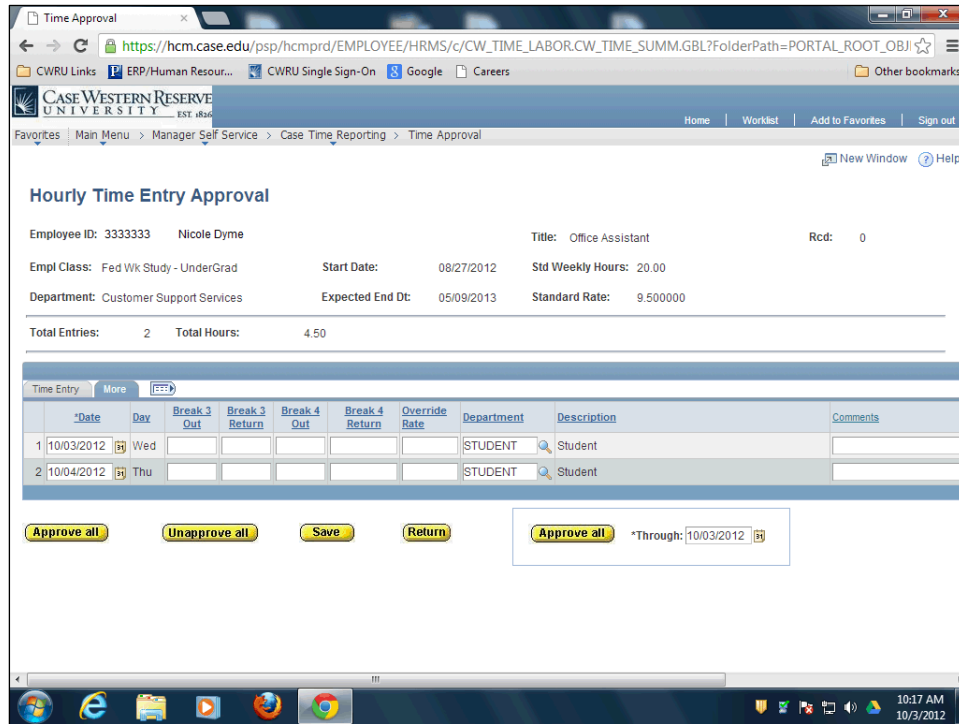 Time Approval
https://hcm.case.edu/psp/hcmprd/EMPLOYEE/HRMS/c/CW_TIME_LABOR.CW_TIME_SUMM.GBL?FolderPath=PORTAL_ROOT_OBJ
CWRU Links ERP/Human Resour... CWRU Single Sign-On Google Careers Other bookmarks
CASE WESTERN RESERVE
UNIVERSITY EST. 1826
Home | Worklist | Add to Favorites | Sign out
Favorites | Main Menu > Manager Self Service > Case Time Reporting > Time Approval
New Window ? Help
Hourly Time Entry Approval
Employee ID: 3333333 Nicole Dyme Title: Office Assistant Rcd: 0
Empl Class: Fed Wk Study - UnderGrad Start Date: 08/27/2012 Std Weekly Hours: 20.00
Department: Customer Support Services Expected End Dt: 05/09/2013 Standard Rate: 9.500000
Total Entries: 2 Total Hours: 4.50
Time Entry More
*Date Day Break 3 Out Break 3 Return Break 4 Out Break 4 Return Override Rate Department Description Comments
1 10/03/2012 31 Wed STUDENT Student
2 10/04/2012 31 Thu STUDENT Student
Approve all Unapprove all Save Return Approve all *Through: 10/03/2012 31
10:17 AM
10/3/2012